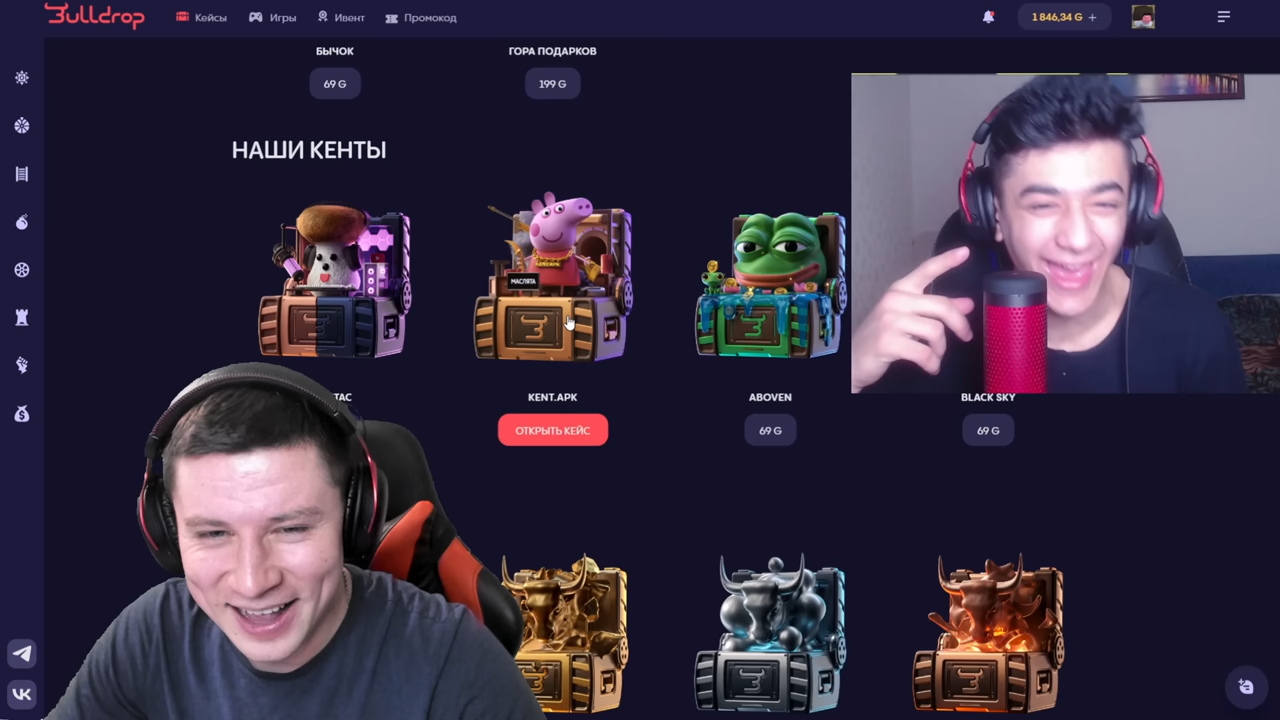 Bulldrop
Кейсы
Игры
Ивент
Промокод
1 846,34 G +
БЫЧОК
ГОРА ПОДАРКОВ
69 G
199 G
НАШИ КЕНТЫ
МАСЛЯТА
ТАС
KENT.APK
ABOVEN
BLACK SKY
ОТКРЫТЬ КЕЙС
69 G
69 G